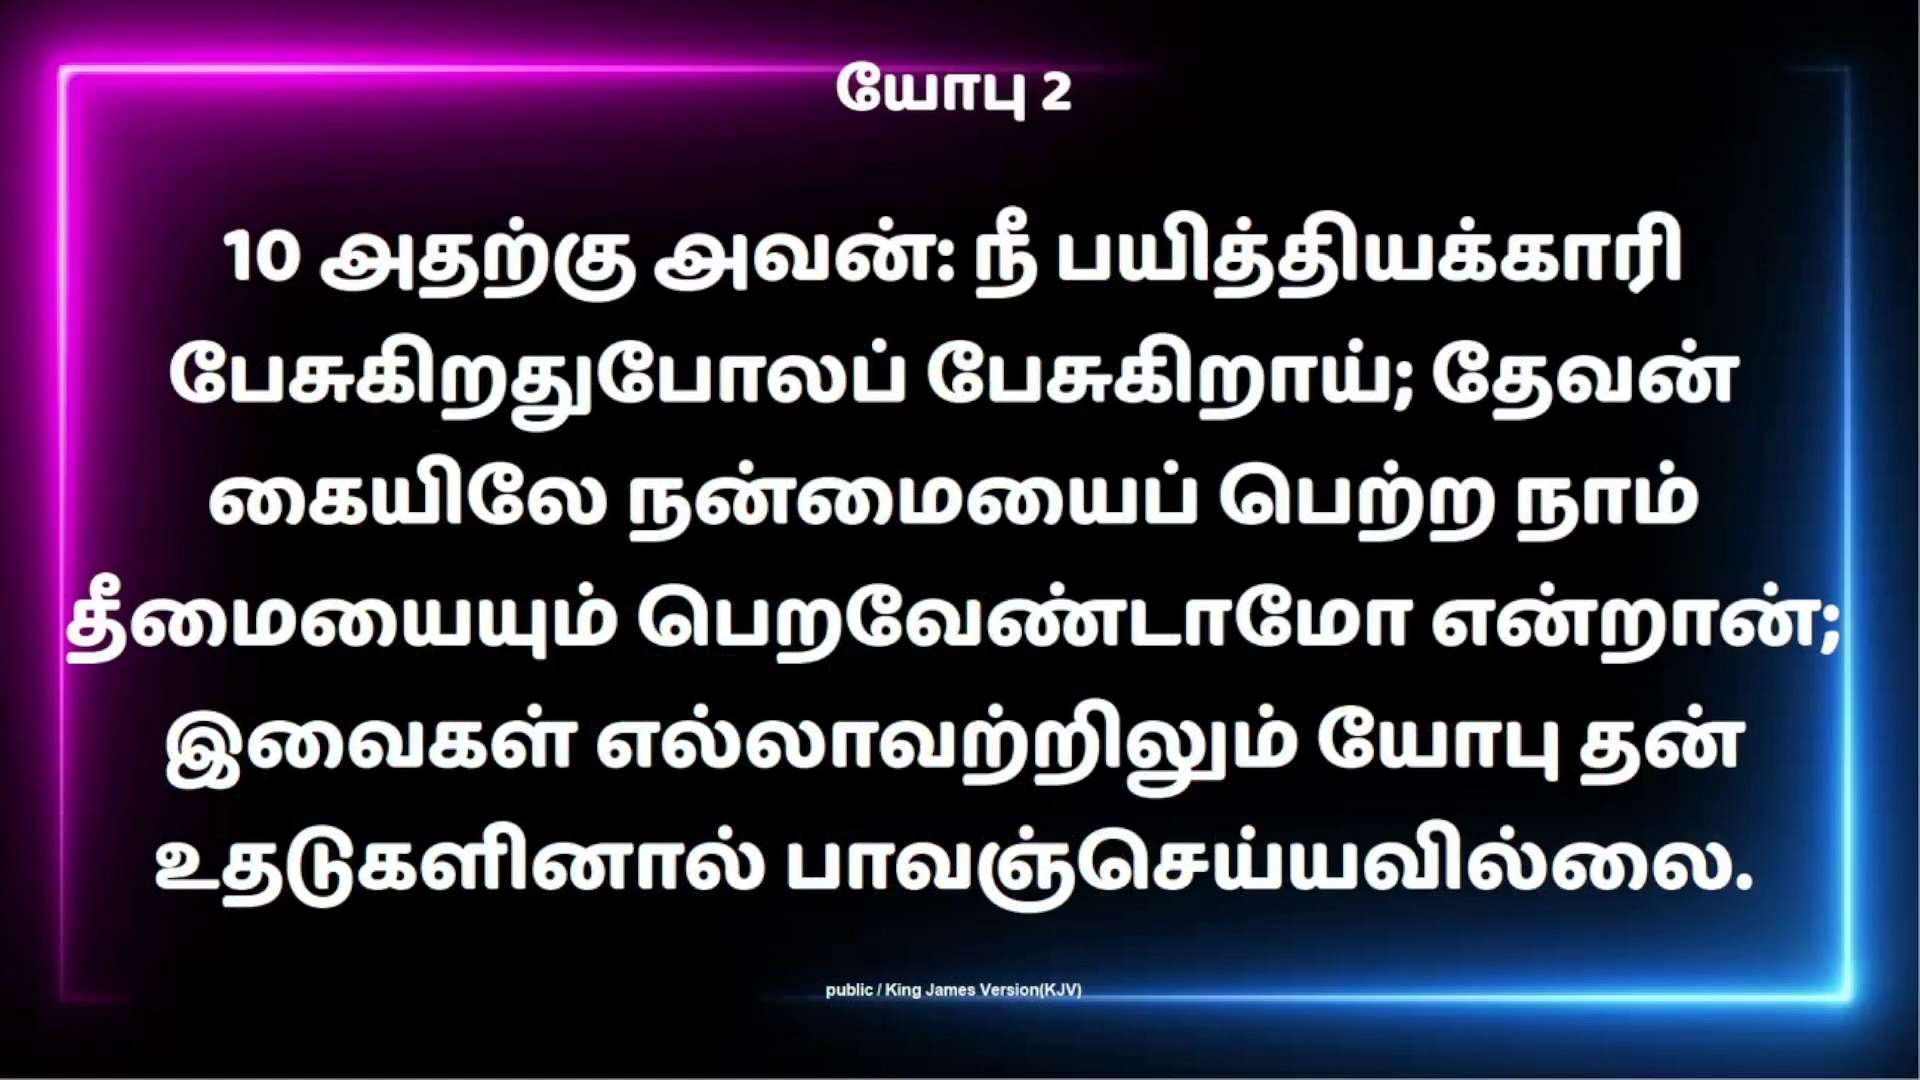 யோபு 2
10 அதற்கு அவன்: நீ பயித்தியக்காரி
பேசுகிறதுபோலப் பேசுகிறாய்; தேவன்
கையிலே நன்மையைப் பெற்ற நாம்
தீமையையும் பெறவேண்டாமோ என்றான்;
இவைகள் எல்லாவற்றிலும் யோபு தன்
உதடுகளினால் பாவஞ்செய்யவில்லை.
public / King James Version(KJV)